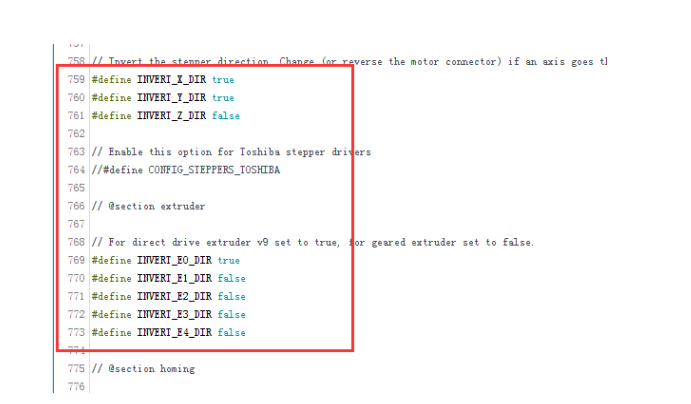 758 // Invert the stepper direction. Change (or reverse the motor connector) if an axis goes t
759 #define INVERT_X_DIR true
760 #define INVERT_Y_DIR true
761 #define INVERT_Z_DIR false
762
763 // Enable this option for Toshiba stepper drivers
764 //#define CONFIG_STEPPERS_TOSHIBA
765
766 // @section extruder
767
768 // For direct drive extruder v9 set to true, for geared extruder set to false.
769 #define INVERT_E0_DIR true
770 #define INVERT_E1_DIR false
771 #define INVERT_E2_DIR false
772 #define INVERT_E3_DIR false
773 #define INVERT_E4_DIR false
774
775 // @section homing
776